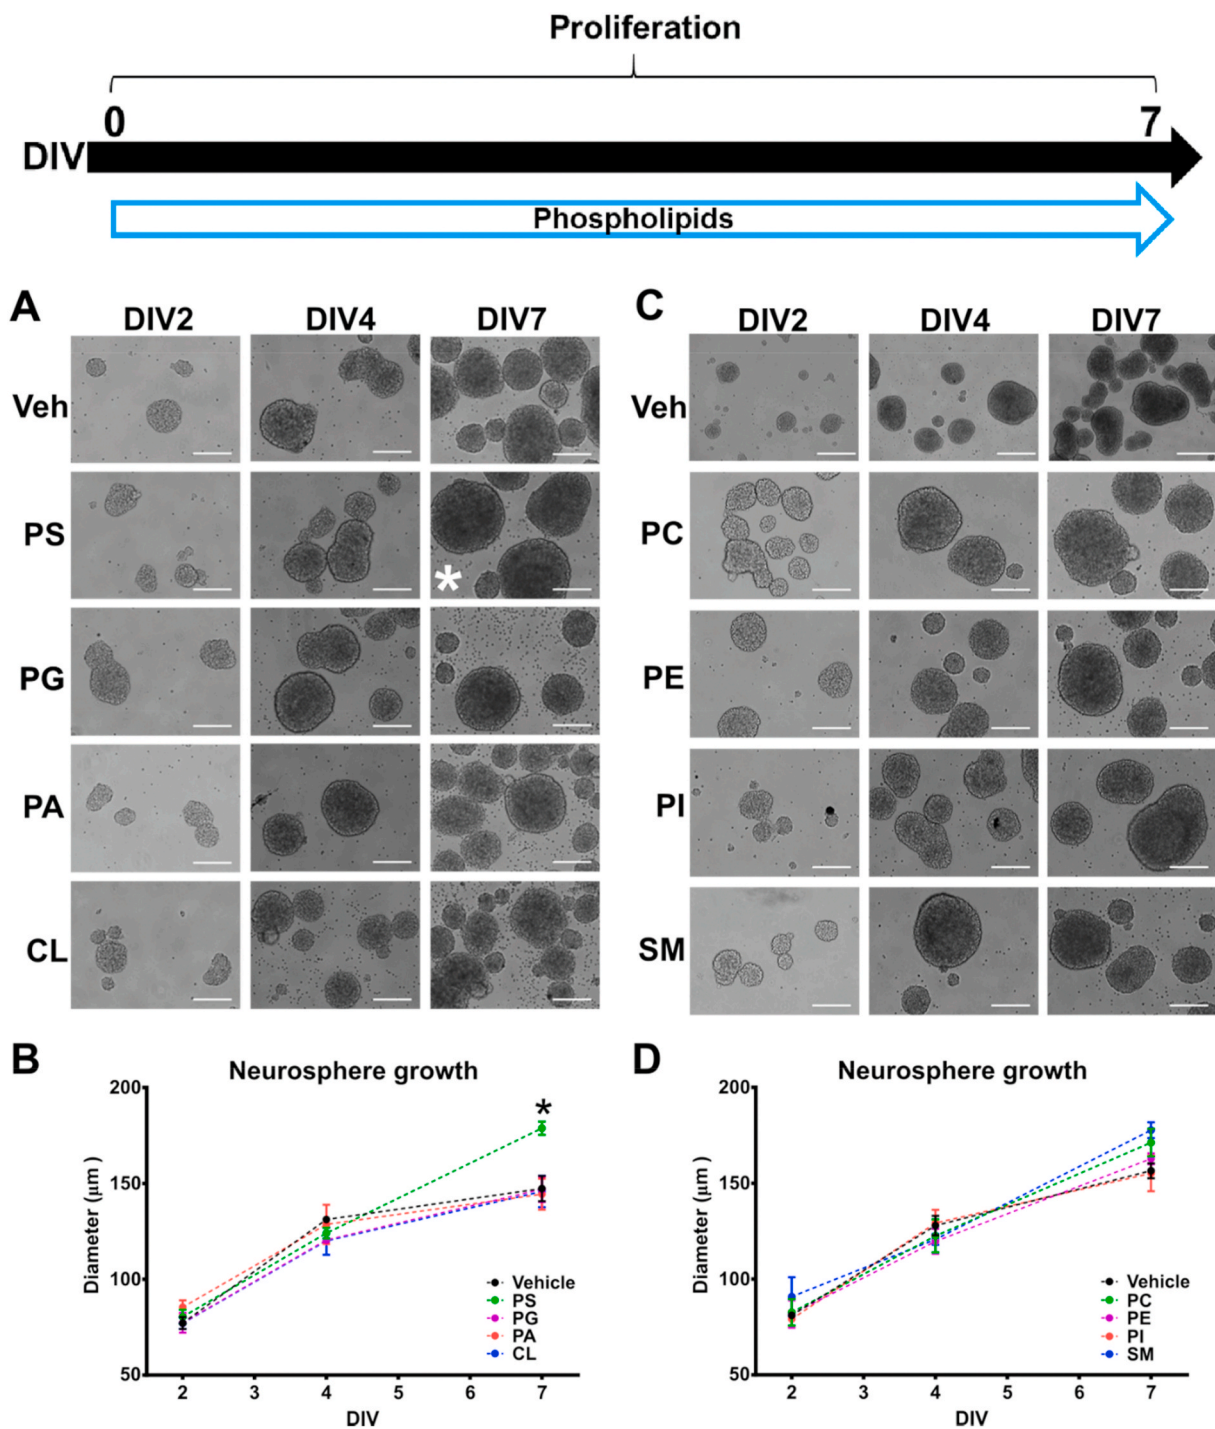 Proliferation
0 7
DIV
Phospholipids
A
DIV2 DIV4 DIV7
Veh
PS
*
PG
PA
CL
C
DIV2 DIV4 DIV7
Veh
PC
PE
PI
SM
B
Neurosphere growth
*
Diameter (μm )
200
150
100
50
2 3 4 5 6 7
DIV
Vehicle
PS
PG
PA
CL
D
Neurosphere growth
Diameter (μm )
200
150
100
50
2 3 4 5 6 7
DIV
Vehicle
PC
PE
PI
SM